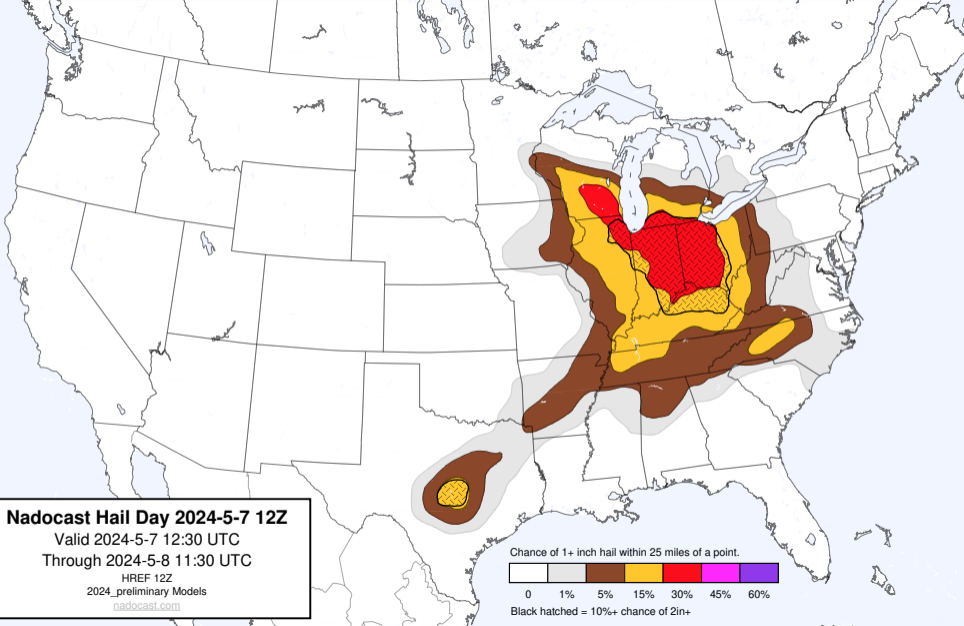 Nadocast Hail Day 2024-5-7 12Z
Valid 2024-5-7 12:30 UTC
Through 2024-5-8 11:30 UTC
HREF 12Z
2024_preliminary Models
nadocast.com
Chance of 1+ inch hail within 25 miles of a point.
0 1% 5% 15% 30% 45% 60%
Black hatched = 10%+ chance of 2in+